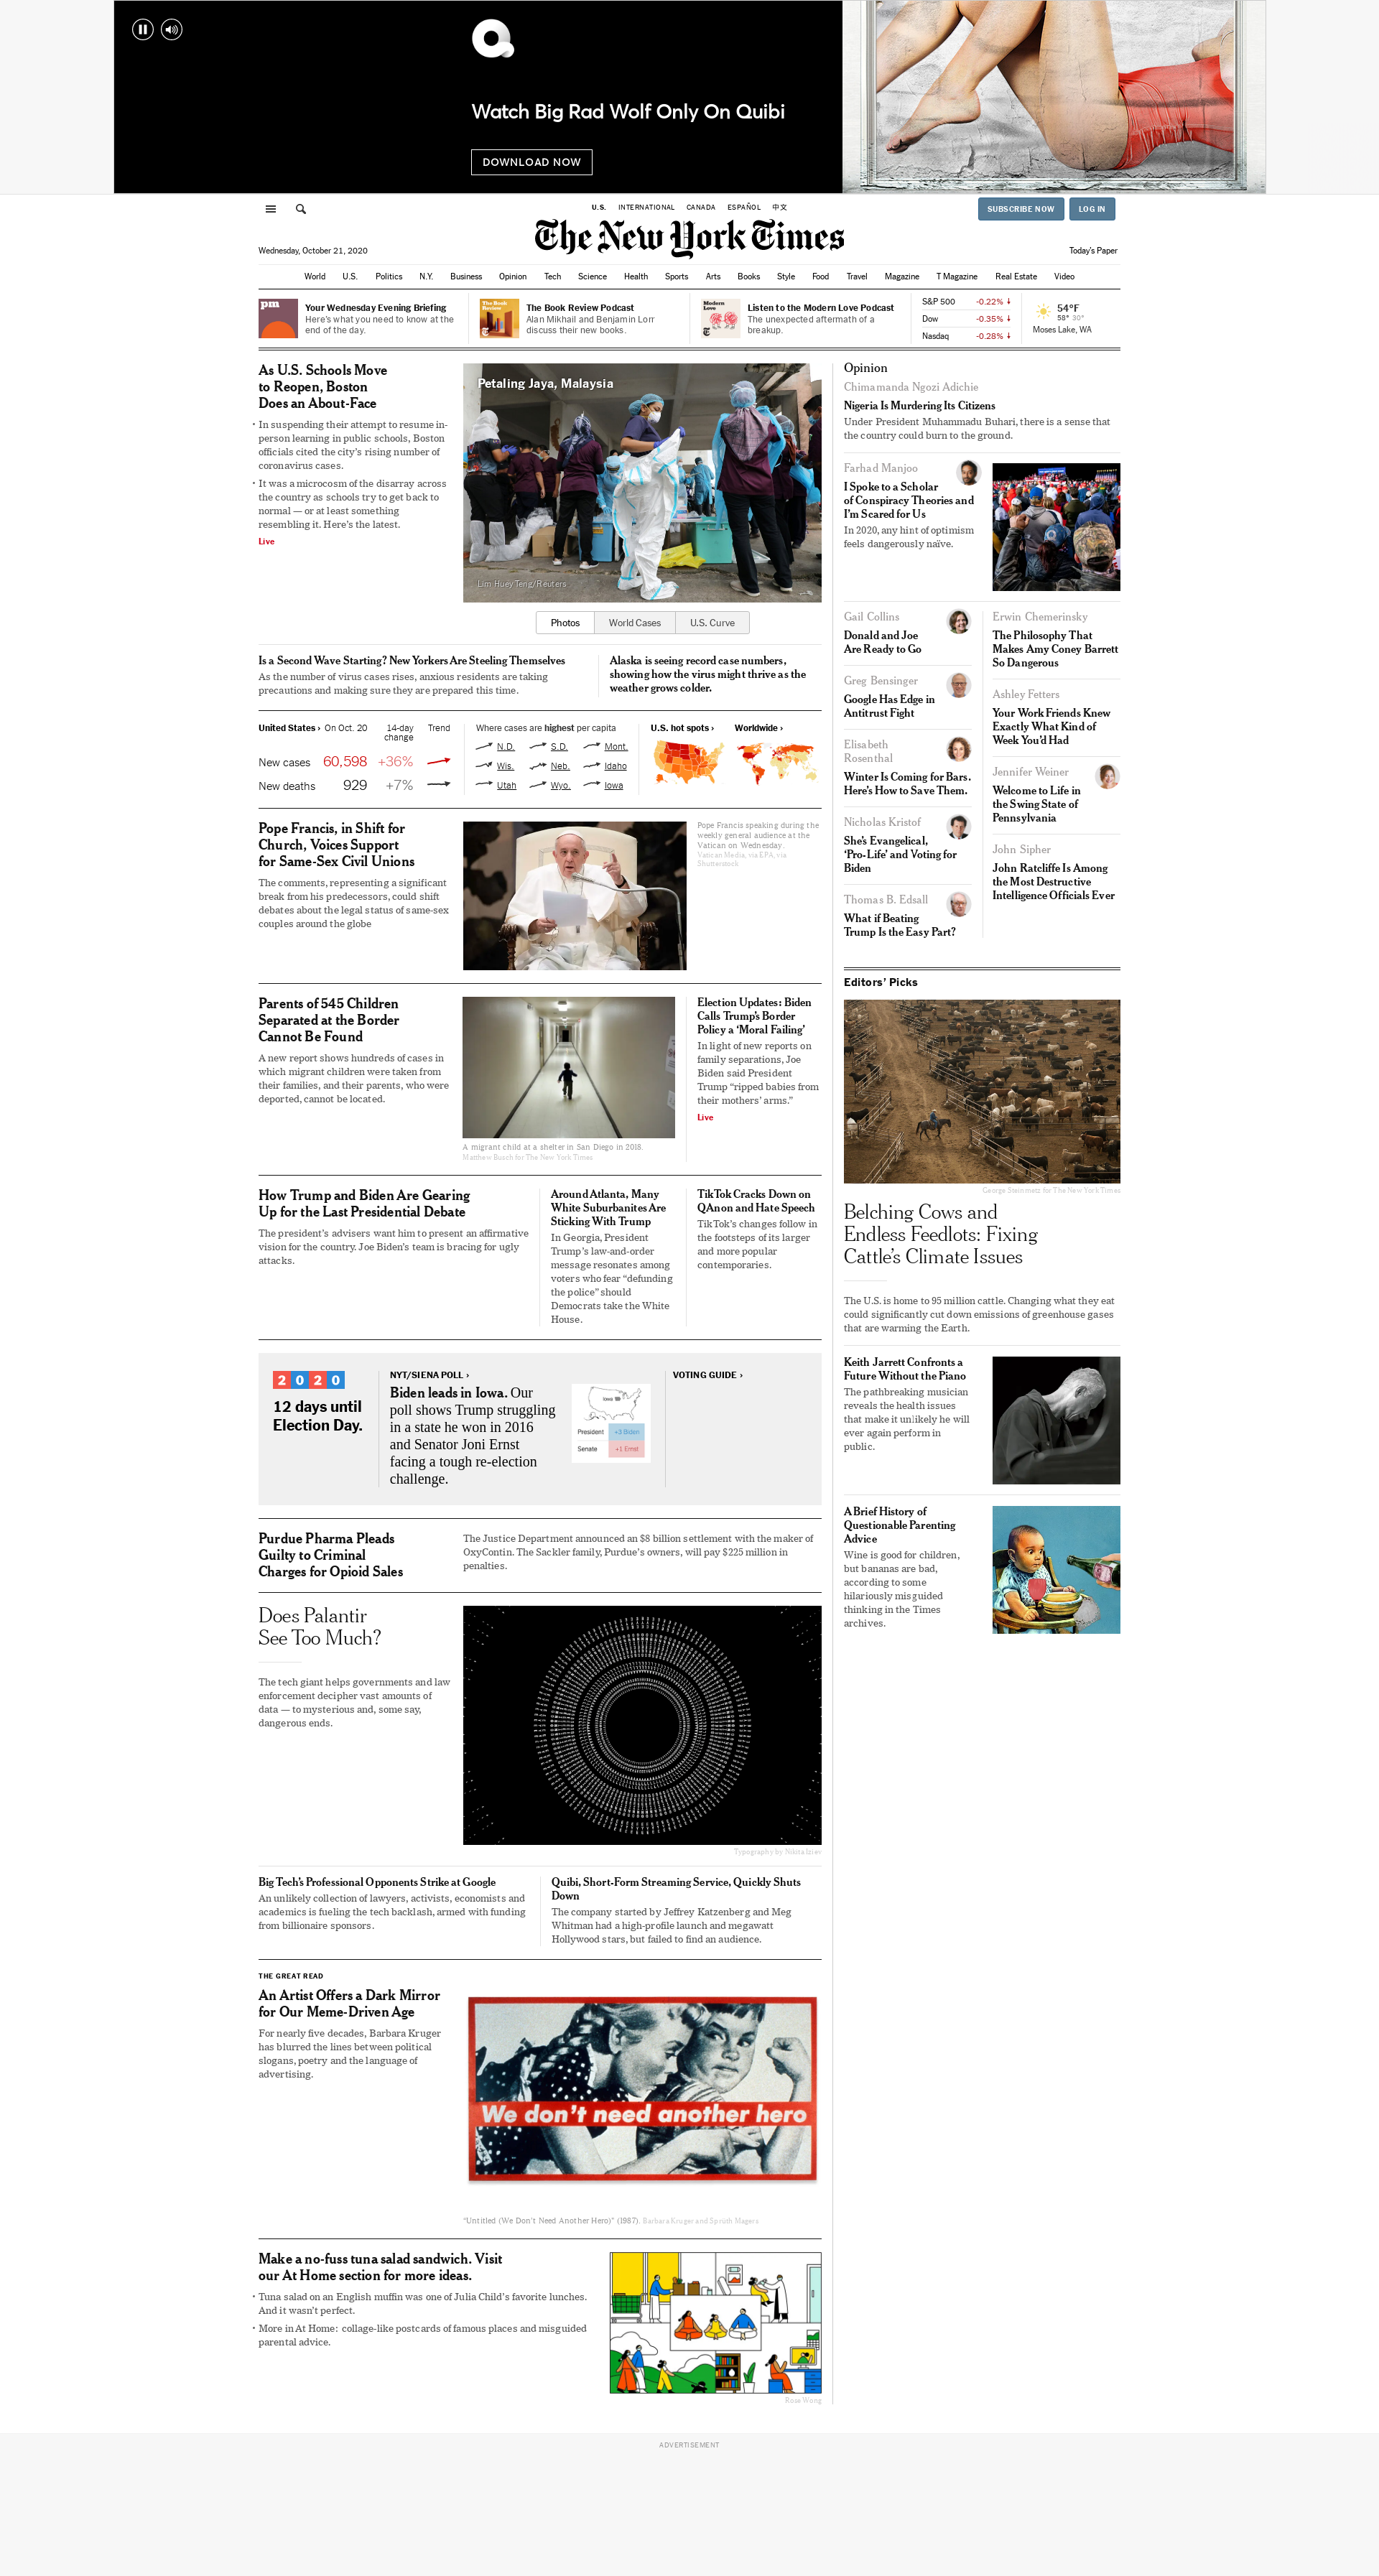 Watch Big Rad Wolf Only On Quibi
DOWNLOAD NOW
U.S. INTERNATIONAL CANADA ESPAÑOL 中文
SUBSCRIBE NOW LOG IN
The New York Times
Wednesday, October 21, 2020
Today's Paper
World U.S. Politics N.Y. Business Opinion Tech Science Health Sports Arts Books Style Food Travel Magazine T Magazine Real Estate Video
pm
Your Wednesday Evening Briefing
Here's what you need to know at the
end of the day.
The Book
Review
The Book Review Podcast
Alan Mikhail and Benjamin Lorr
discuss their new books.
Modern
Love
Listen to the Modern Love Podcast
The unexpected aftermath of a
breakup.
S&P 500 -0.22%
Dow -0.35%
Nasdaq -0.28%
54°F
58° 30°
Moses Lake, WA
As U.S. Schools Move
to Reopen, Boston
Does an About-Face
• In suspending their attempt to resume in-
person learning in public schools, Boston
officials cited the city's rising number of
coronavirus cases.
• It was a microcosm of the disarray across
the country as schools try to get back to
normal — or at least something
resembling it. Here's the latest.
Live
Petaling Jaya, Malaysia
Lim Huey Teng/Reuters
Photos World Cases U.S. Curve
Is a Second Wave Starting? New Yorkers Are Steeling Themselves
As the number of virus cases rises, anxious residents are taking
precautions and making sure they are prepared this time.
Alaska is seeing record case numbers,
showing how the virus might thrive as the
weather grows colder.
United States › On Oct. 20 14-day
change Trend
New cases 60,598 +36%
New deaths 929 +7%
Where cases are highest per capita
N.D. S.D. Mont.
Wis. Neb. Idaho
Utah Wyo. Iowa
U.S. hot spots › Worldwide ›
Pope Francis, in Shift for
Church, Voices Support
for Same-Sex Civil Unions
The comments, representing a significant
break from his predecessors, could shift
debates about the legal status of same-sex
couples around the globe
Pope Francis speaking during the
weekly general audience at the
Vatican on Wednesday.
Vatican Media, via EPA, via
Shutterstock
Parents of 545 Children
Separated at the Border
Cannot Be Found
A new report shows hundreds of cases in
which migrant children were taken from
their families, and their parents, who were
deported, cannot be located.
A migrant child at a shelter in San Diego in 2018.
Matthew Busch for The New York Times
Election Updates: Biden
Calls Trump's Border
Policy a ‘Moral Failing’
In light of new reports on
family separations, Joe
Biden said President
Trump “ripped babies from
their mothers’ arms.”
Live
How Trump and Biden Are Gearing
Up for the Last Presidential Debate
The president's advisers want him to present an affirmative
vision for the country. Joe Biden's team is bracing for ugly
attacks.
Around Atlanta, Many
White Suburbanites Are
Sticking With Trump
In Georgia, President
Trump's law-and-order
message resonates among
voters who fear “defunding
the police” should
Democrats take the White
House.
TikTok Cracks Down on
QAnon and Hate Speech
TikTok's changes follow in
the footsteps of its larger
and more popular
contemporaries.
2020
12 days until
Election Day.
NYT/SIENA POLL ›
Biden leads in Iowa. Our
poll shows Trump struggling
in a state he won in 2016
and Senator Joni Ernst
facing a tough re-election
challenge.
Iowa
President +3 Biden
Senate +1 Ernst
VOTING GUIDE ›
Purdue Pharma Pleads
Guilty to Criminal
Charges for Opioid Sales
The Justice Department announced an $8 billion settlement with the maker of
OxyContin. The Sackler family, Purdue's owners, will pay $225 million in
penalties.
Does Palantir
See Too Much?
The tech giant helps governments and law
enforcement decipher vast amounts of
data — to mysterious and, some say,
dangerous ends.
Typography by Nikita Iziev
Big Tech's Professional Opponents Strike at Google
An unlikely collection of lawyers, activists, economists and
academics is fueling the tech backlash, armed with funding
from billionaire sponsors.
Quibi, Short-Form Streaming Service, Quickly Shuts
Down
The company started by Jeffrey Katzenberg and Meg
Whitman had a high-profile launch and megawatt
Hollywood stars, but failed to find an audience.
THE GREAT READ
An Artist Offers a Dark Mirror
for Our Meme-Driven Age
For nearly five decades, Barbara Kruger
has blurred the lines between political
slogans, poetry and the language of
advertising.
We don't need another hero
“Untitled (We Don't Need Another Hero)” (1987). Barbara Kruger and Sprüth Magers
Make a no-fuss tuna salad sandwich. Visit
our At Home section for more ideas.
• Tuna salad on an English muffin was one of Julia Child's favorite lunches.
And it wasn't perfect.
• More in At Home: collage-like postcards of famous places and misguided
parental advice.
Rose Wong
Opinion
Chimamanda Ngozi Adichie
Nigeria Is Murdering Its Citizens
Under President Muhammadu Buhari, there is a sense that
the country could burn to the ground.
Farhad Manjoo
I Spoke to a Scholar
of Conspiracy Theories and
I'm Scared for Us
In 2020, any hint of optimism
feels dangerously naïve.
Gail Collins
Donald and Joe
Are Ready to Go
Greg Bensinger
Google Has Edge in
Antitrust Fight
Elisabeth
Rosenthal
Winter Is Coming for Bars.
Here's How to Save Them.
Nicholas Kristof
She's Evangelical,
‘Pro-Life’ and Voting for
Biden
Thomas B. Edsall
What if Beating
Trump Is the Easy Part?
Erwin Chemerinsky
The Philosophy That
Makes Amy Coney Barrett
So Dangerous
Ashley Fetters
Your Work Friends Knew
Exactly What Kind of
Week You'd Had
Jennifer Weiner
Welcome to Life in
the Swing State of
Pennsylvania
John Sipher
John Ratcliffe Is Among
the Most Destructive
Intelligence Officials Ever
Editors’ Picks
George Steinmetz for The New York Times
Belching Cows and
Endless Feedlots: Fixing
Cattle's Climate Issues
The U.S. is home to 95 million cattle. Changing what they eat
could significantly cut down emissions of greenhouse gases
that are warming the Earth.
Keith Jarrett Confronts a
Future Without the Piano
The pathbreaking musician
reveals the health issues
that make it unlikely he will
ever again perform in
public.
A Brief History of
Questionable Parenting
Advice
Wine is good for children,
but bananas are bad,
according to some
hilariously misguided
thinking in the Times
archives.
ADVERTISEMENT